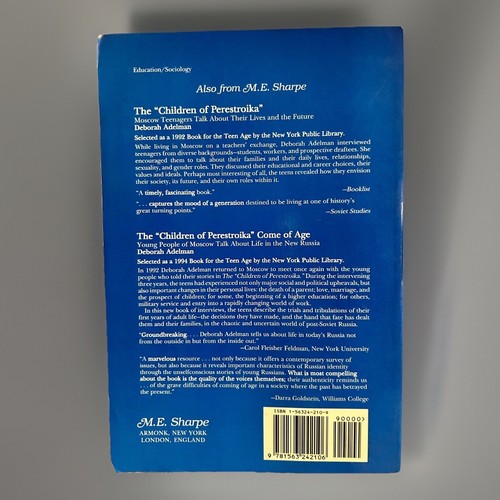 Education/Sociology
Also from M.E. Sharpe
The "Children of Perestroika"
Moscow Teenagers Talk About Their Lives and the Future
Deborah Adelman
Selected as a 1992 Book for the Teen Age by the New York Public Library.
While living in Moscow on a teachers' exchange, Deborah Adelman interviewed
teenagers from diverse backgrounds—students, workers, and prospective draftees. She
encouraged them to talk about their families and their daily lives, relationships,
sexuality, and gender roles. They discussed their educational and career choices, their
values and ideals. Perhaps most interesting of all, the teens revealed how they envision
their society, its future, and their own roles within it.
"A timely, fascinating book."
—Booklist
". . . captures the mood of a generation destined to be living at one of history's
great turning points."
—Soviet Studies
The "Children of Perestroika" Come of Age
Young People of Moscow Talk About Life in the New Russia
Deborah Adelman
Selected as a 1994 Book for the Teen Age by the New York Public Library.
In 1992 Deborah Adelman returned to Moscow to meet once again with the young
people who told their stories in The "Children of Perestroika." During the intervening
three years, the teens had experienced not only major social and political upheavals, but
also important changes in their personal lives: the death of a parent; love, marriage, and
the prospect of children; for some, the beginning of a higher education; for others,
military service and entry into a rapidly changing world of work.
In this new book of interviews, the teens describe the trials and tribulations of their
first years of adult life—the decisions they have made, and the hand that fate has dealt
them and their families, in the chaotic and uncertain world of post-Soviet Russia.
"Groundbreaking. . . . Deborah Adelman tells us about life in today's Russia not
from the outside in but from the inside out."
—Carol Fleisher Feldman, New York University
"A marvelous resource . . . not only because it offers a contemporary survey of
issues, but also because it reveals important characteristics of Russian identity
through the unselfconscious stories of young Russians. What is most compelling
about the book is the quality of the voices themselves; their authenticity reminds us
. . . of the grave difficulties of coming of age in a society where the past has betrayed
the present."
—Darra Goldstein, Williams College
M.E. Sharpe
ARMONK, NEW YORK
LONDON, ENGLAND
ISBN 1-56324-210-8
90000>
9 781563 242106